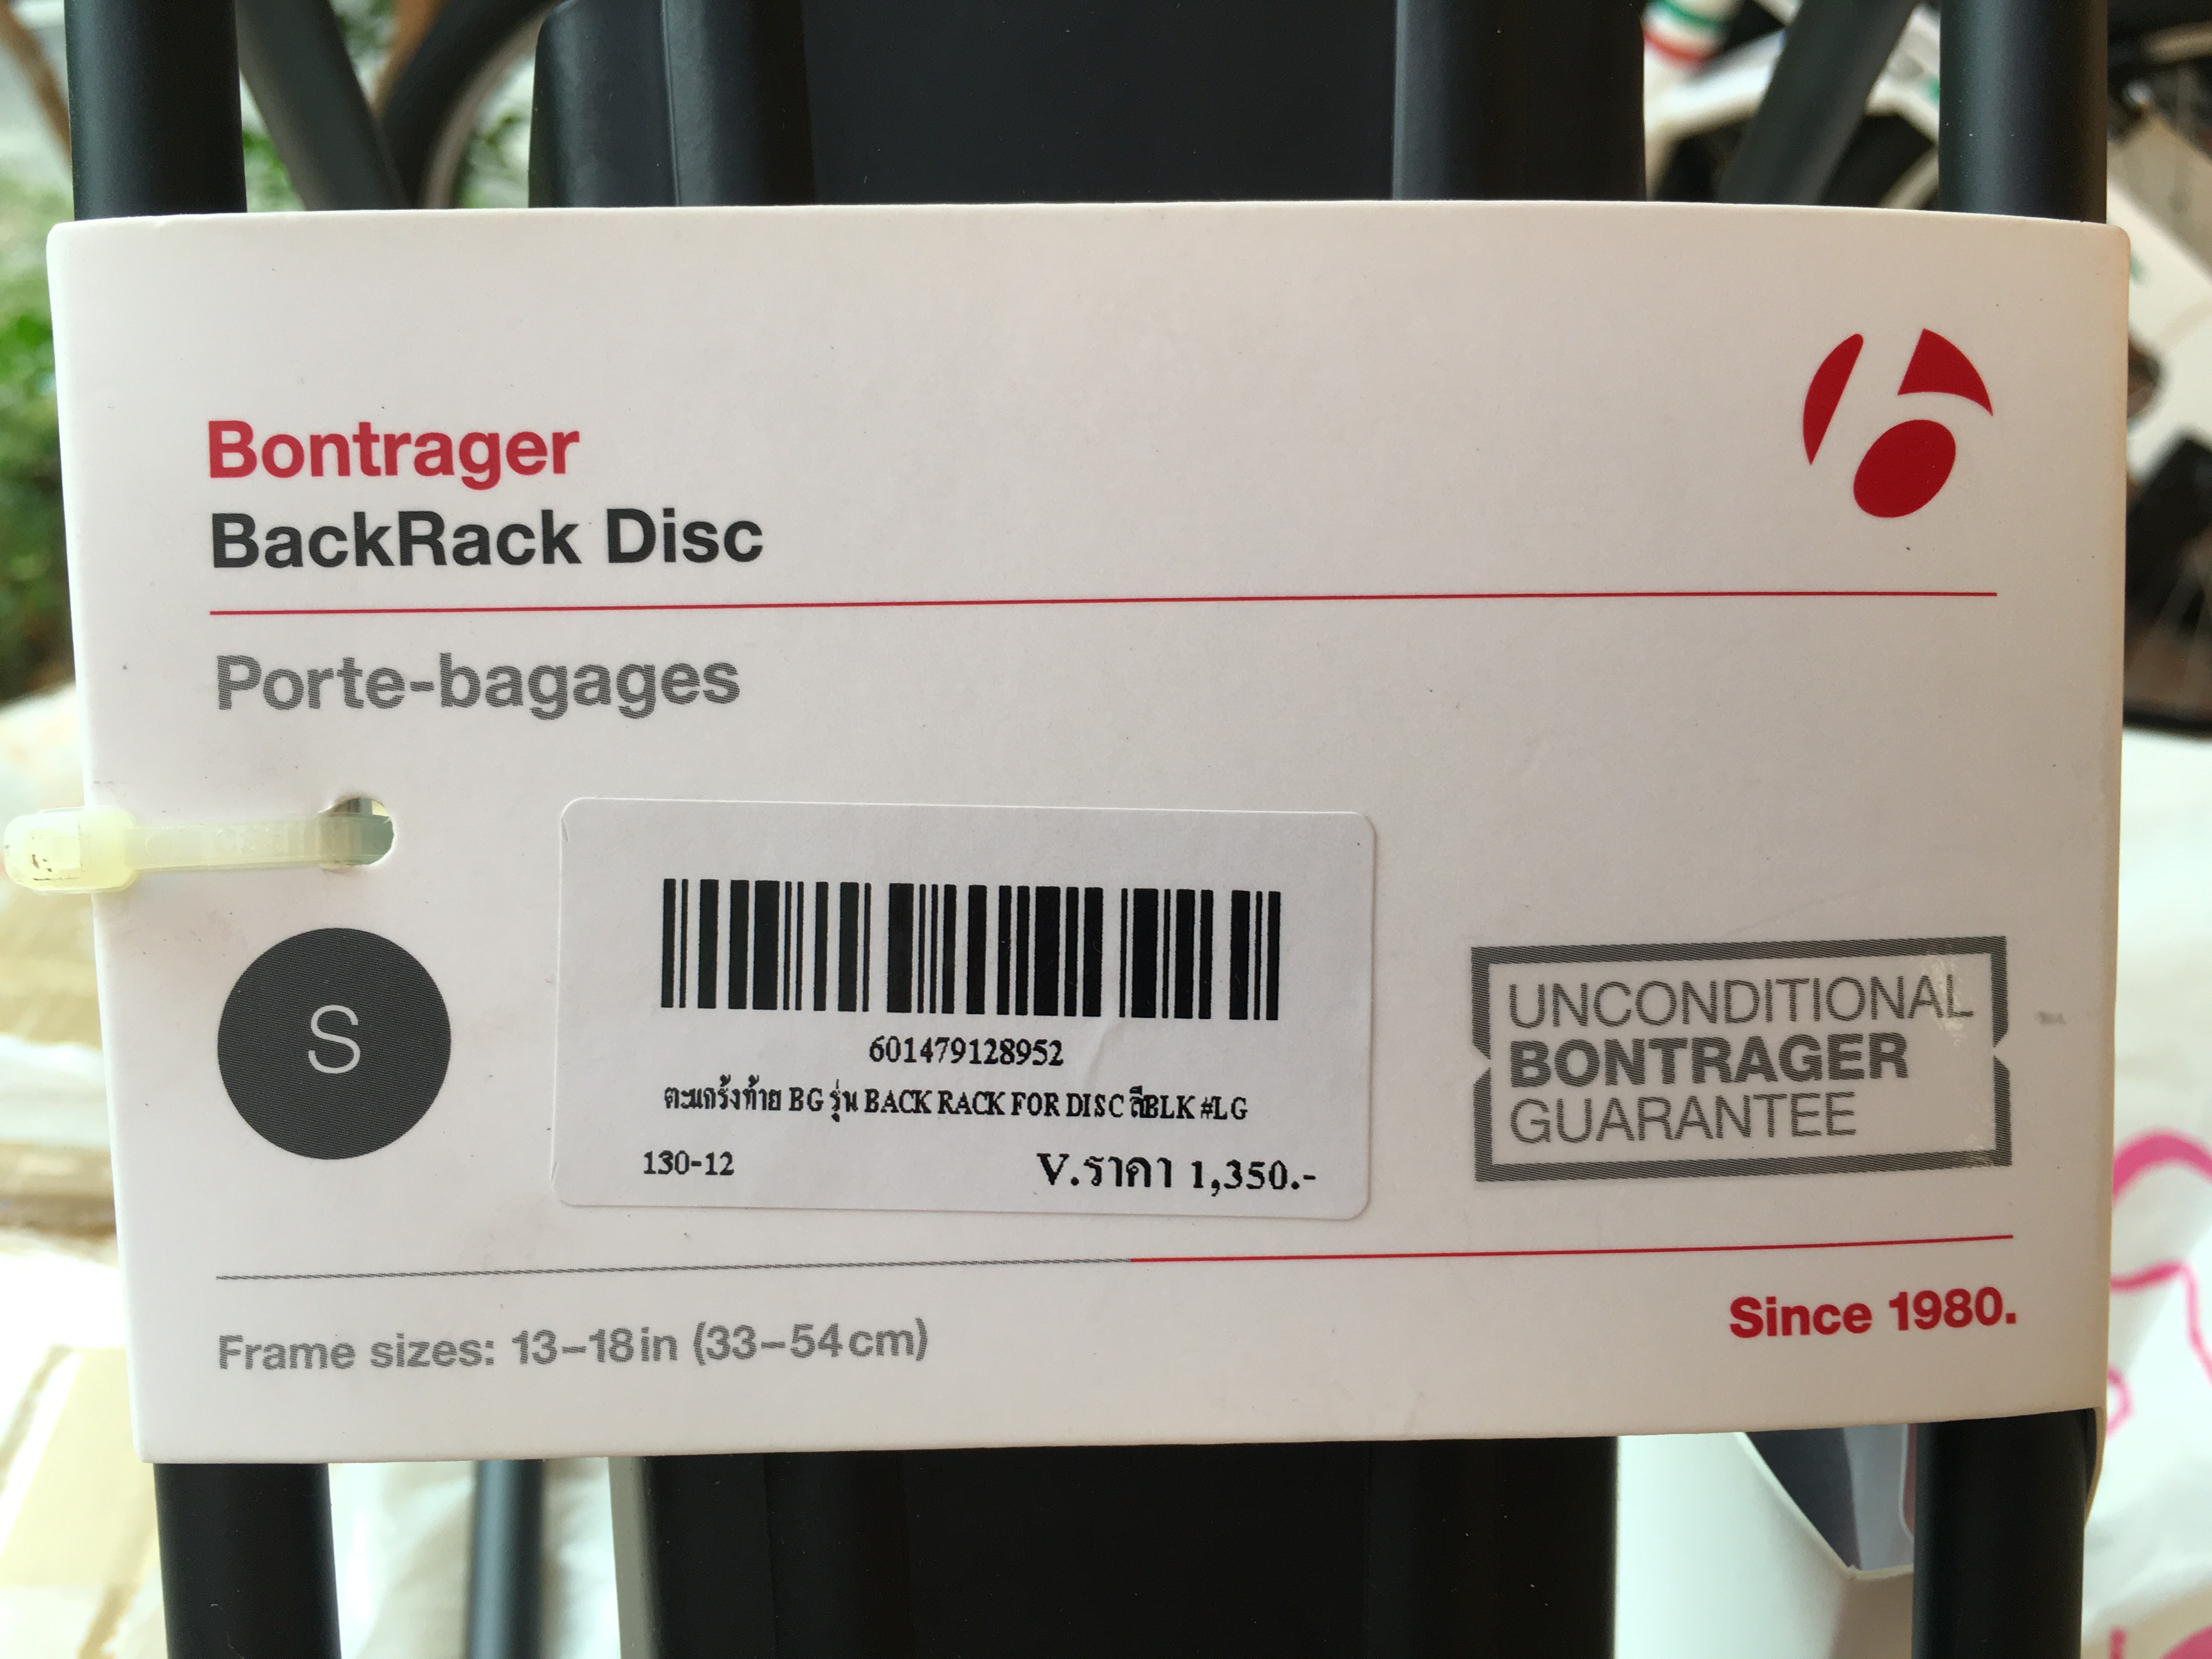 Bontrager
BackRack Disc
Porte-bagages
S
601479128952
ตะแกร้งท้าย BG รุ่น BACK RACK FOR DISC สีBLK #LG
130-12
V.ราคา 1,350.-
UNCONDITIONAL
BONTRAGER
GUARANTEE
Frame sizes: 13–18in (33–54cm)
Since 1980.